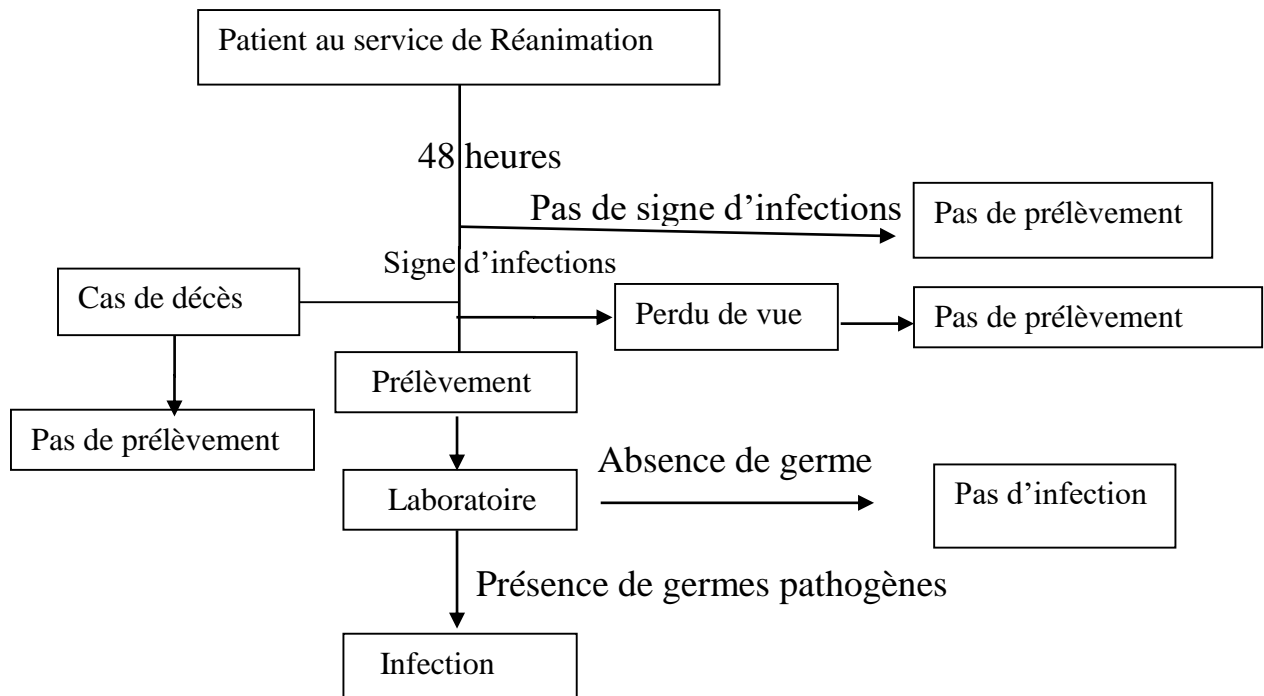 Patient au service de Réanimation
48 heures
Pas de signe d’infections
Pas de prélèvement
Signe d’infections
Cas de décès
Perdu de vue
Pas de prélèvement
Prélèvement
Pas de prélèvement
Absence de germe
Laboratoire
Pas d’infection
Présence de germes pathogènes
Infection